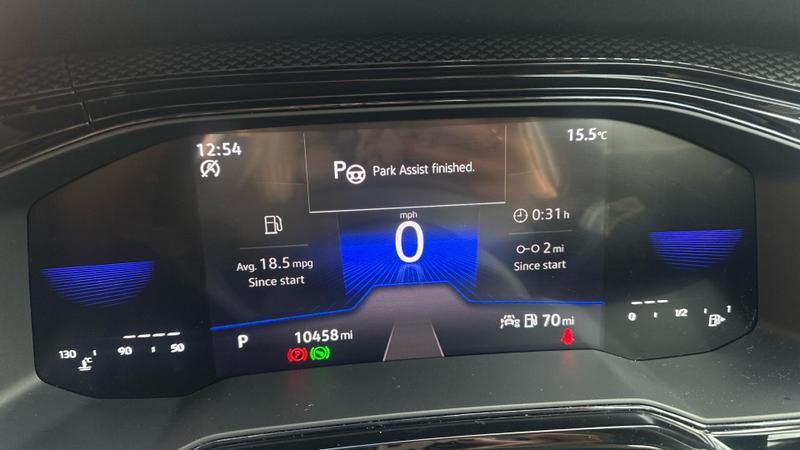 12:54
15.5°C
P Park Assist finished.
mph
0
Avg. 18.5 mpg
Since start
0:31 h
2 mi
Since start
130 °C 90 50
P
10458 mi
P
70 mi
0 1/2 1